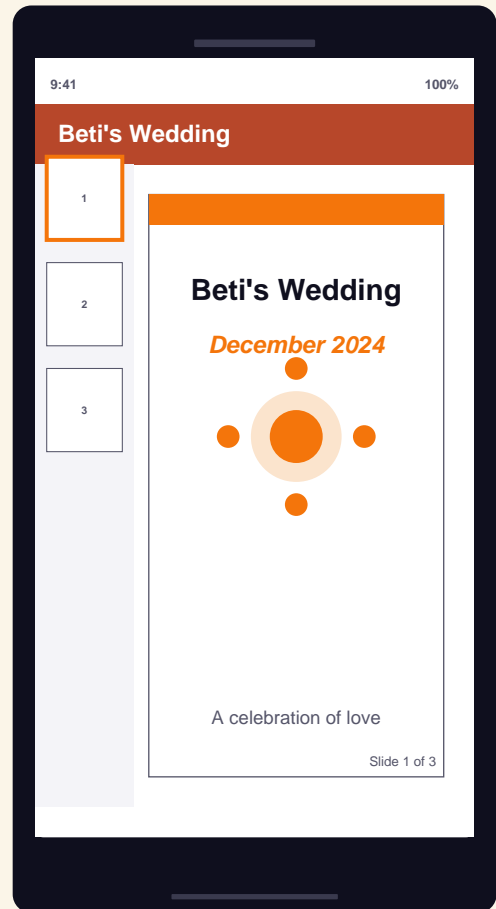 9:41
100%
Beti's Wedding
1
2
3
Beti's Wedding
December 2024
A celebration of love
Slide 1 of 3